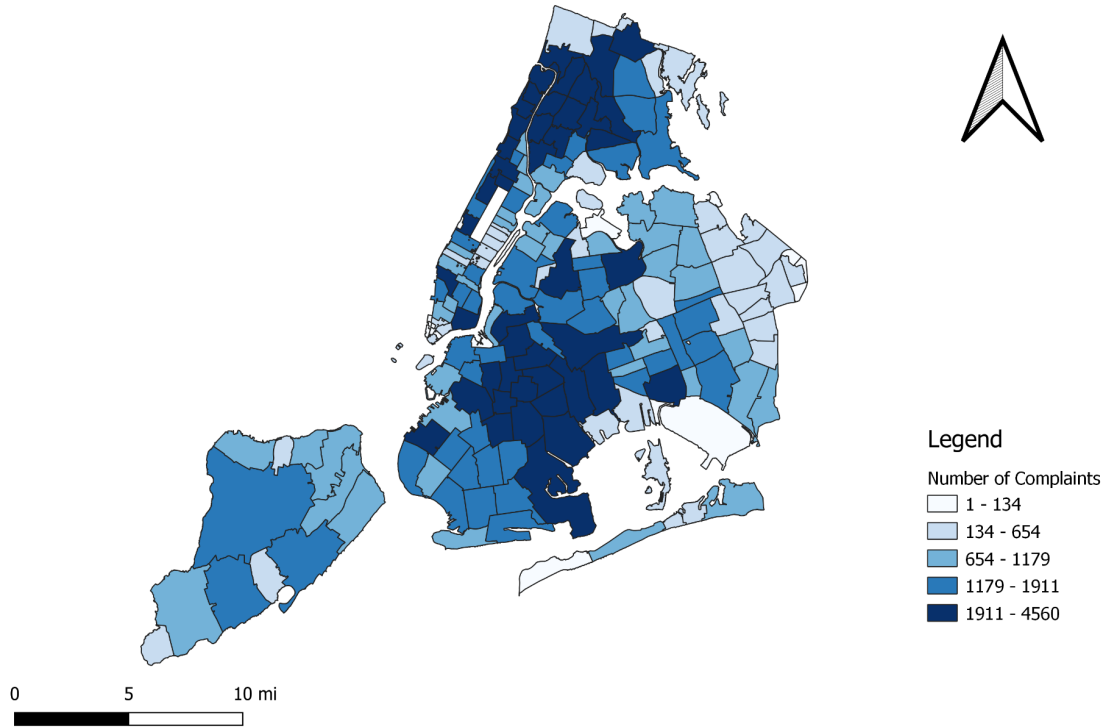 Legend
Number of Complaints
1 - 134
134 - 654
654 - 1179
1179 - 1911
1911 - 4560
0 5 10 mi